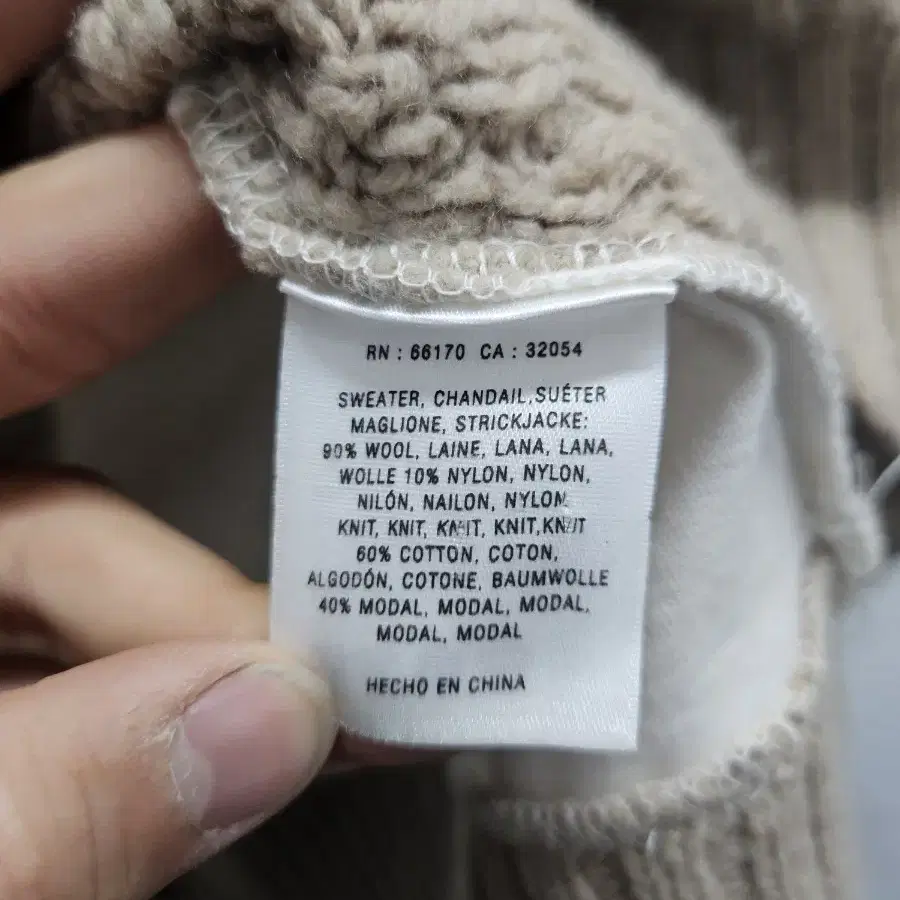 RN : 66170 CA : 32054
SWEATER, CHANDAIL,SUÉTER
MAGLIONE, STRICKJACKE:
90% WOOL, LAINE, LANA, LANA,
WOLLE 10% NYLON, NYLON,
NILÓN, NAILON, NYLON
KNIT, KNIT, KNIT, KNIT,KNIT
60% COTTON, COTON,
ALGODÓN, COTONE, BAUMWOLLE
40% MODAL, MODAL, MODAL,
MODAL, MODAL
HECHO EN CHINA